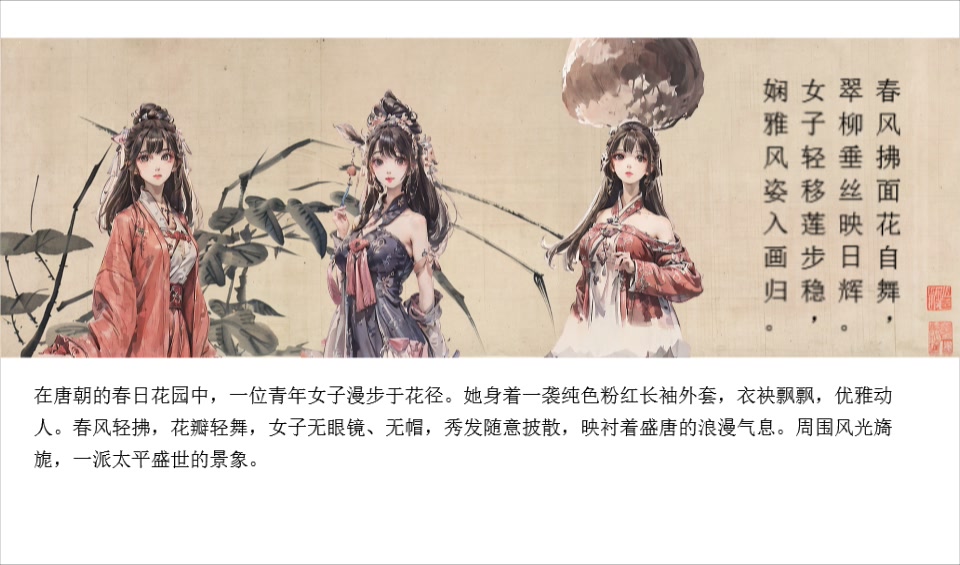 春风拂面花自舞，
翠柳垂丝映日辉。
女子轻移莲步稳，
娴雅风姿入画归。
在唐朝的春日花园中，一位青年女子漫步于花径。她身着一袭纯色粉红长袖外套，衣袂飘飘，优雅动
人。春风轻拂，花瓣轻舞，女子无眼镜、无帽，秀发随意披散，映衬着盛唐的浪漫气息。周围风光旖
旎，一派太平盛世的景象。